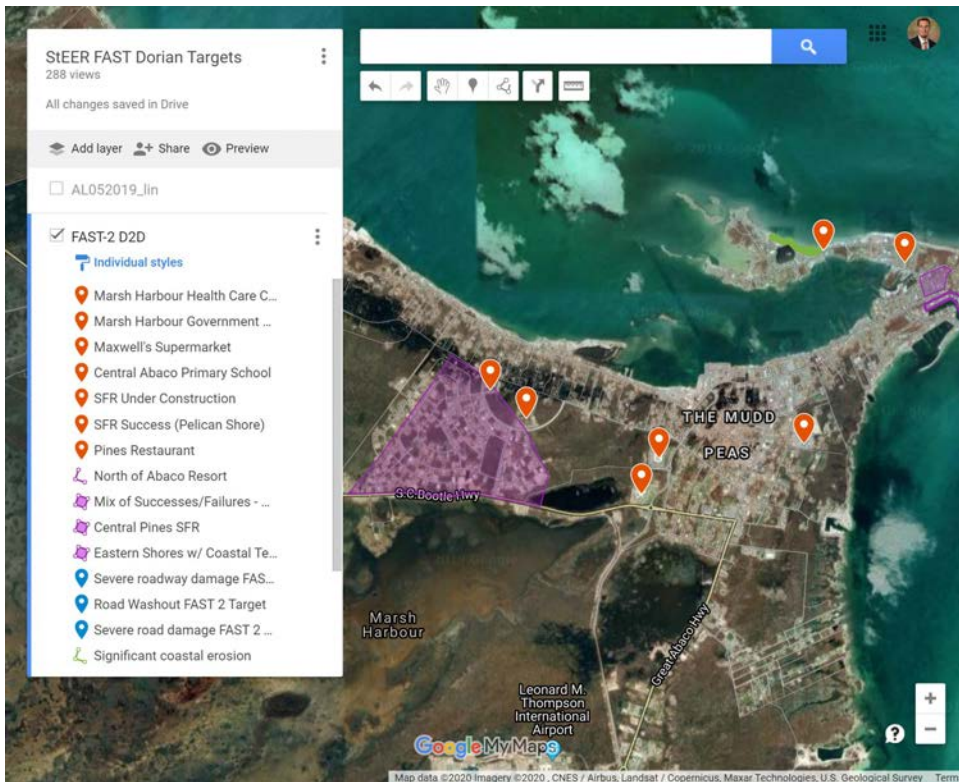 StEER FAST Dorian Targets
288 views
All changes saved in Drive
Add layer Share Preview
AL052019_lin
FAST-2 D2D
Individual styles
Marsh Harbour Health Care C...
Marsh Harbour Government ...
Maxwell's Supermarket
Central Abaco Primary School
SFR Under Construction
SFR Success (Pelican Shore)
Pines Restaurant
North of Abaco Resort
Mix of Successes/Failures - ...
Central Pines SFR
Eastern Shores w/ Coastal Te...
Severe roadway damage FAS...
Road Washout FAST 2 Target
Severe road damage FAST 2 ...
Significant coastal erosion
THE MUDD
PEAS
S.C.Bootle Hwy
Marsh
Harbour
Great Abaco Hwy
Leonard M.
Thompson
International
Airport
Google My Maps
Map data ©2020 Imagery ©2020 , CNES / Airbus, Landsat / Copernicus, Maxar Technologies, U.S. Geological Survey Term